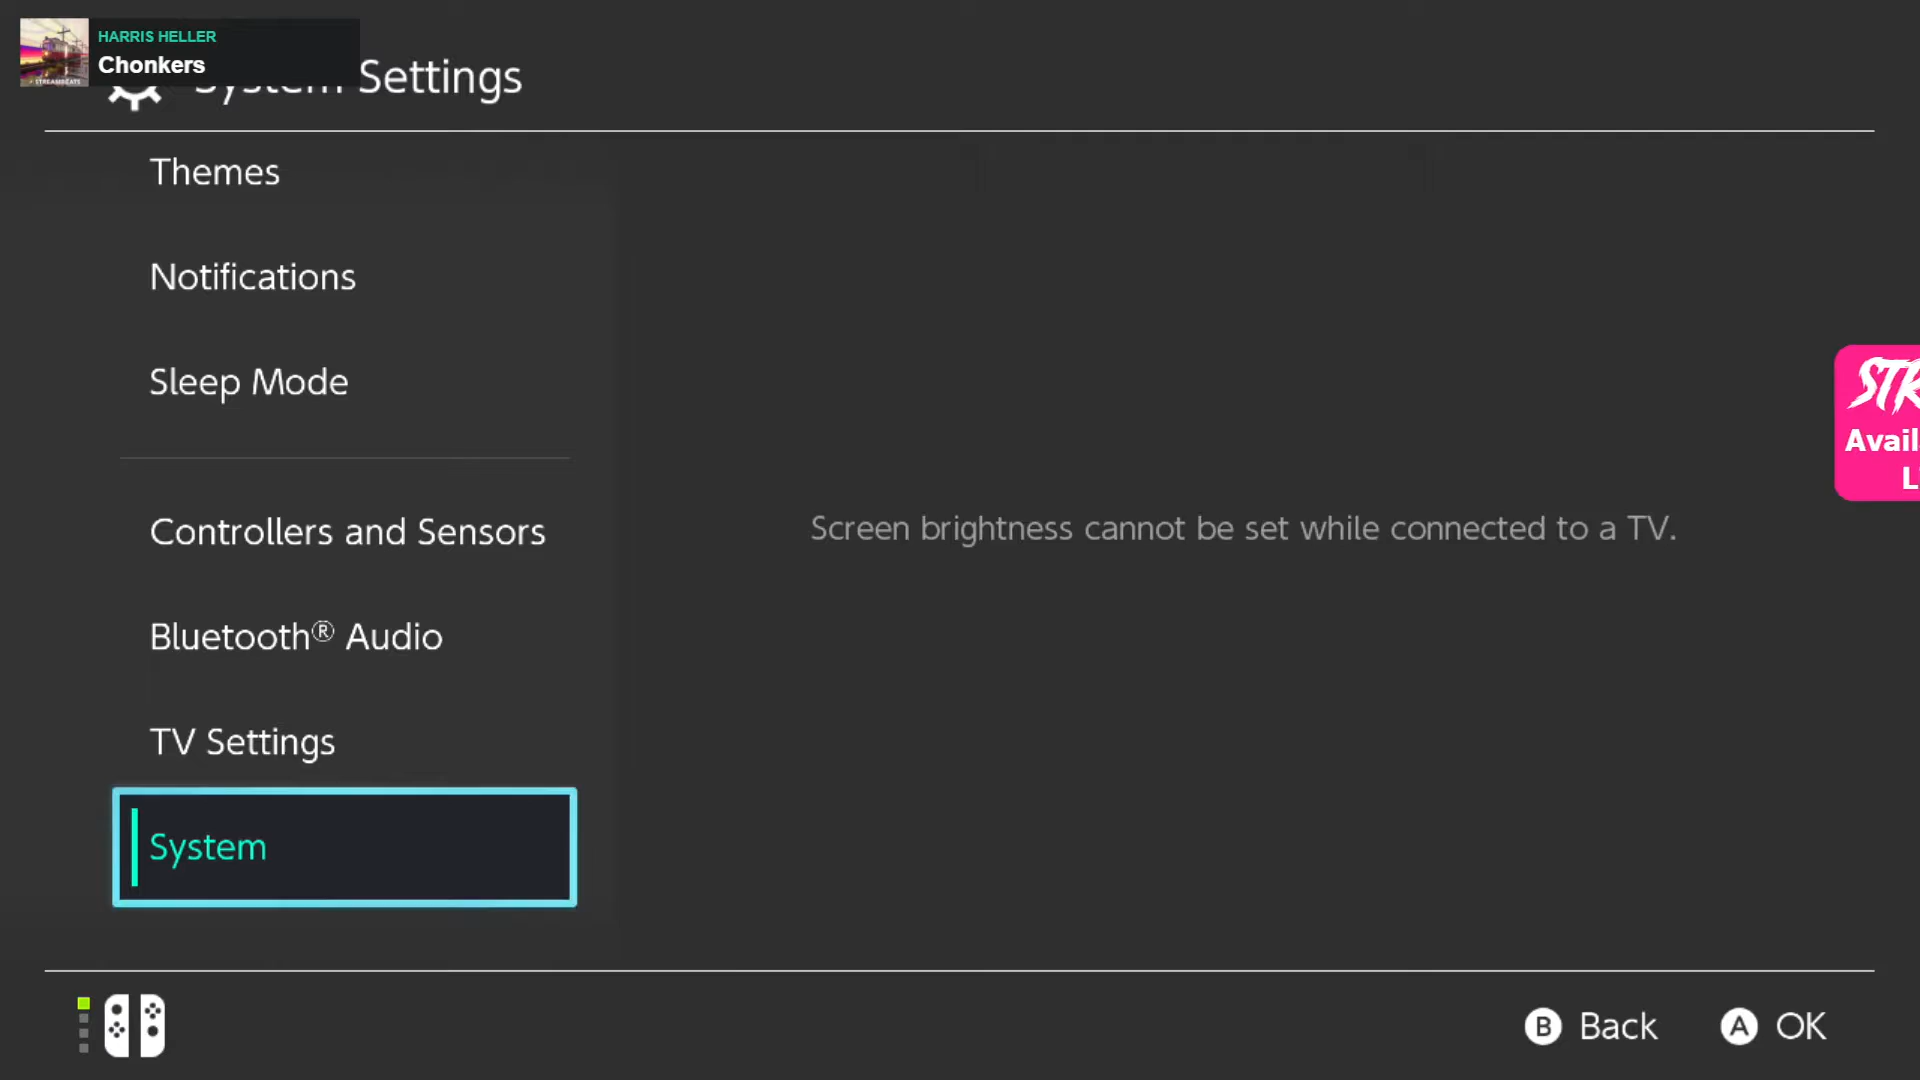 HARRIS HELLER
Chonkers
System Settings
Themes
Notifications
Sleep Mode
Controllers and Sensors
Bluetooth® Audio
TV Settings
System
Screen brightness cannot be set while connected to a TV.
B Back
A OK